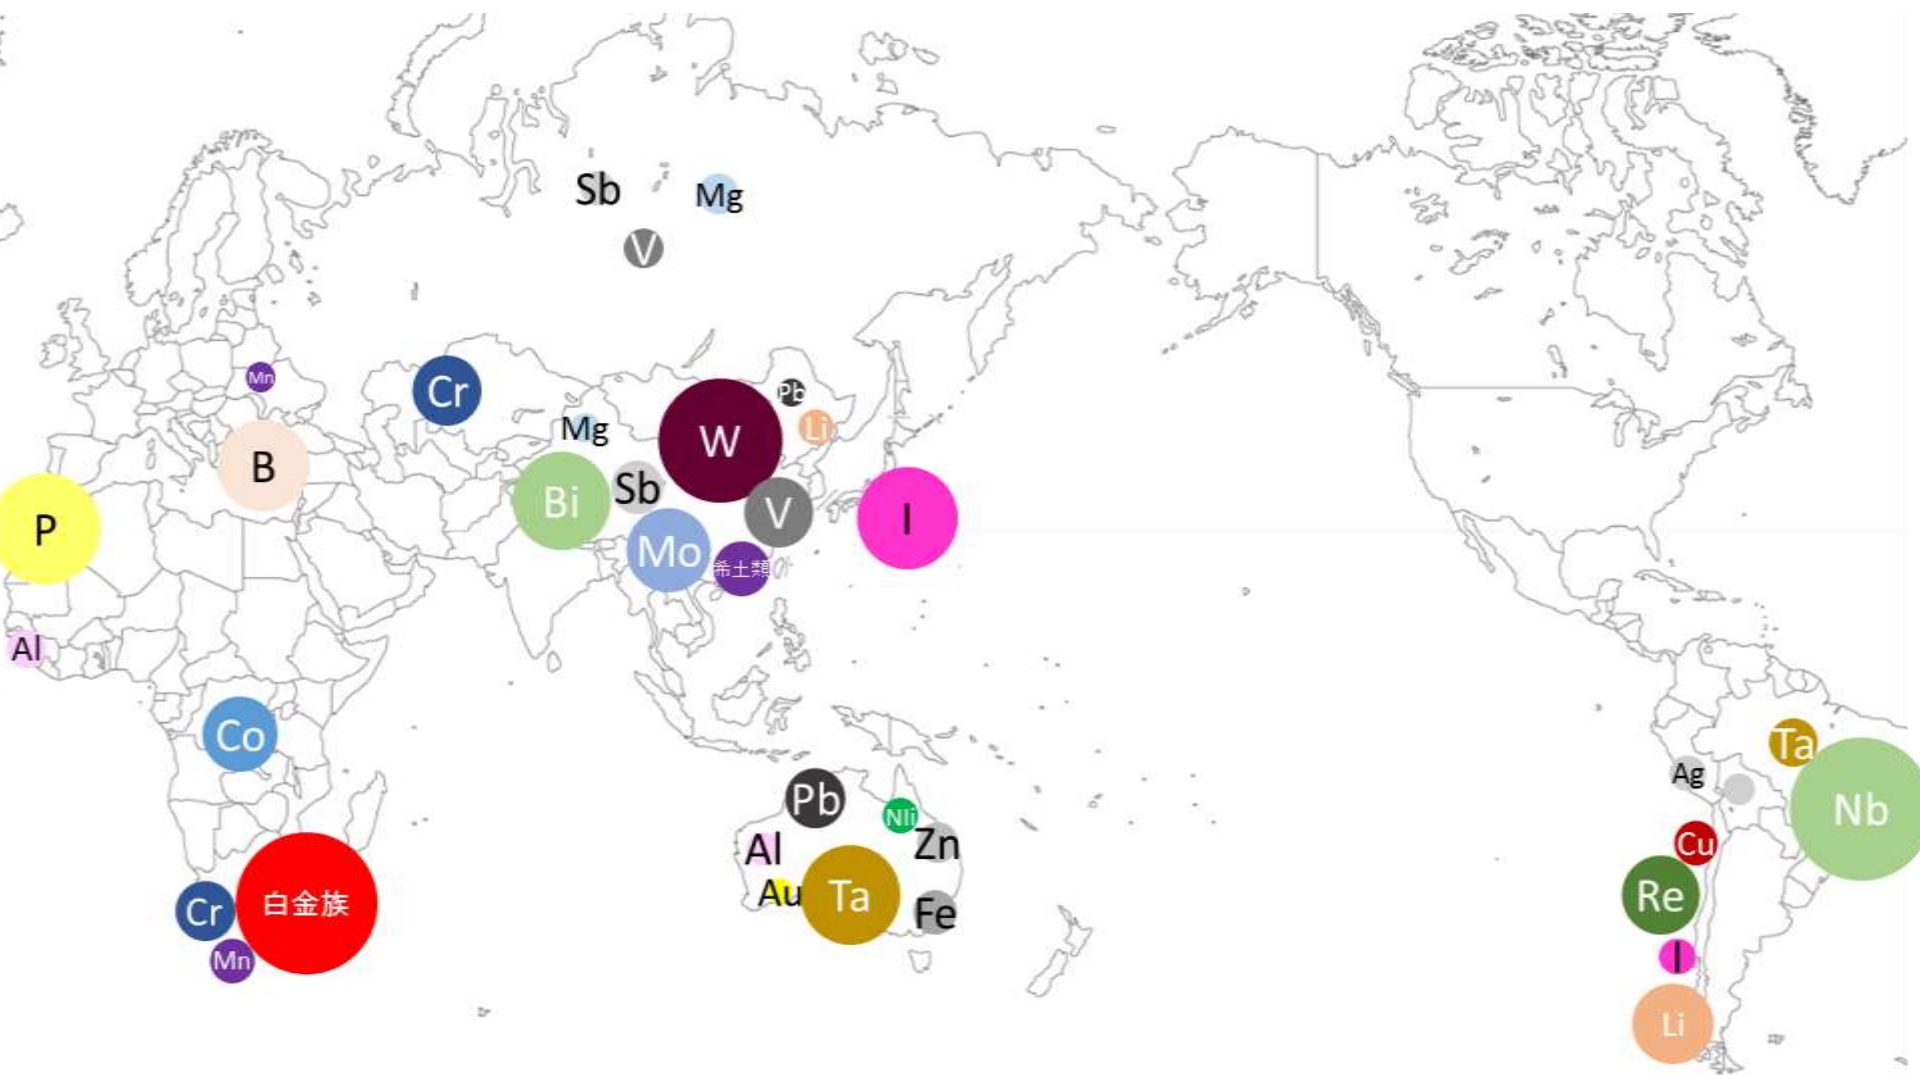 Sb
Mg
V
Mn
Cr
Pb
Mg
W
Li
B
Bi
Sb
V
I
P
Mo
希土類
Al
Co
Ta
Ag
Pb
Nb
Nli
Al
Zn
Cu
Au
Ta
Re
Cr
白金族
Fe
I
Mn
Li